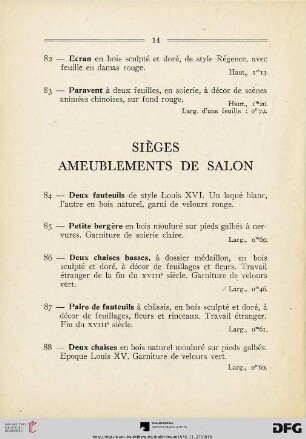 14
82 — Ecran en bois sculpté et doré, de style Régence, avec
feuille en damas rouge.
Haut., 1m15.
83 — Paravent à deux feuilles, en soierie, à décor de scènes
animées chinoises, sur fond rouge.
Haut., 1m20.
Larg. d'une feuille : 0m72.
SIÈGES
AMEUBLEMENTS DE SALON
84 — Deux fauteuils de style Louis XVI. Un laqué blanc,
l'autre en bois naturel, garni de velours rouge.
85 — Petite bergère en bois mouluré sur pieds galbés à ner-
vures. Garniture de soierie claire.
Larg., 0m69.
86 — Deux chaises basses, à dossier médaillon, en bois
sculpté et doré, à décor de feuillages et fleurs. Travail
étranger de la fin du XVIIIe siècle. Garniture de velours
vert.
Larg., 0m46.
87 — Paire de fauteuils à châssis, en bois sculpté et doré, à
décor de feuillages, fleurs et rinceaux. Travail étranger.
Fin du XVIIIe siècle.
Larg., 0m61.
88 — Deux chaises en bois naturel mouluré sur pieds galbés.
Epoque Louis XV. Garniture de velours vert.
Larg., 0m60.
DFG